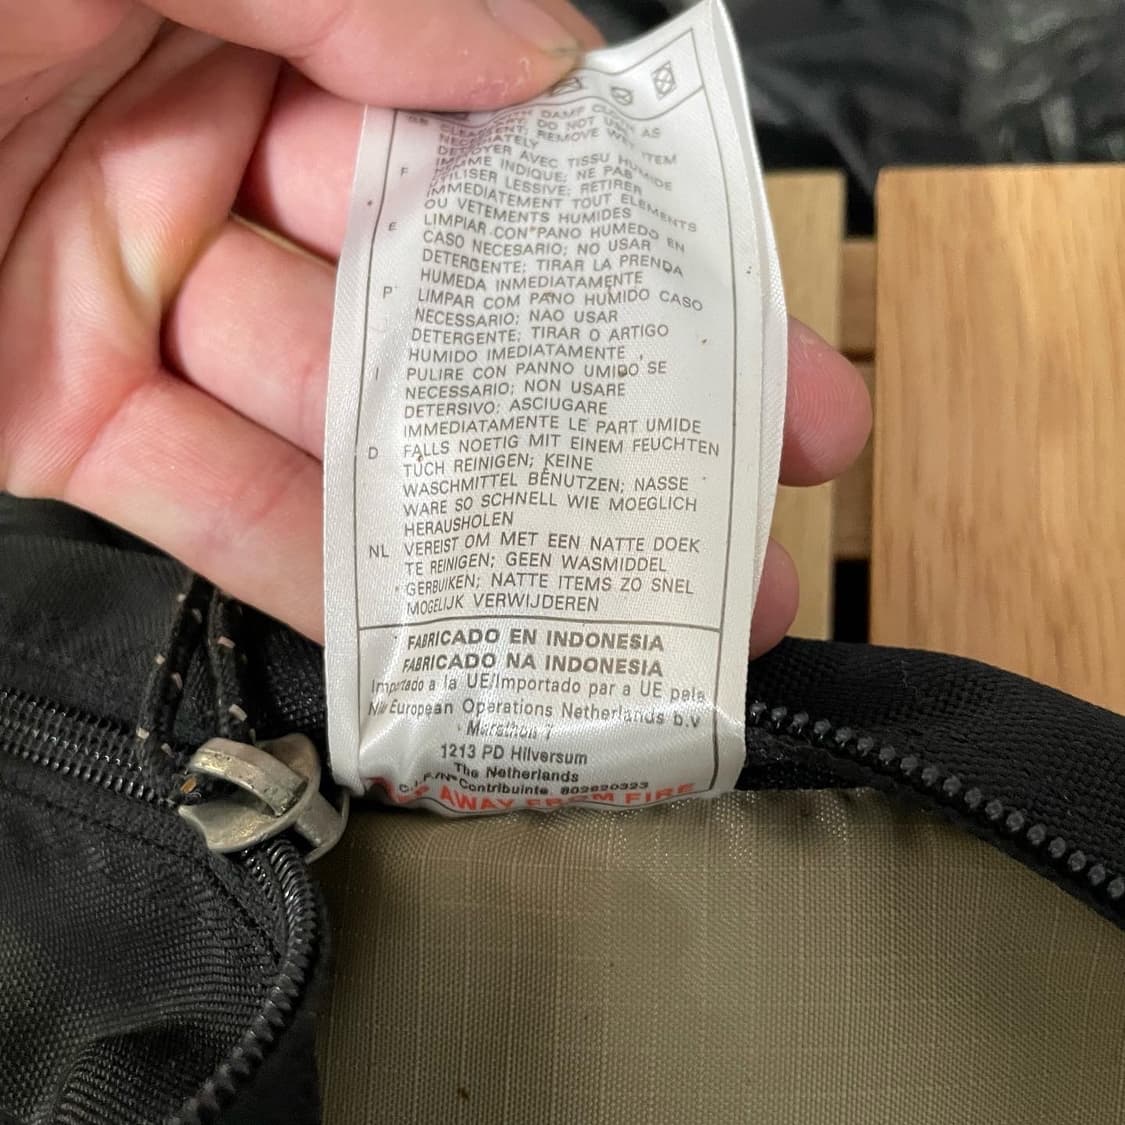 DAMP CLOTH AS
DO NOT USE
REMOVE WET ITEM
F
AVEC TISSU HUMIDE
COMME INDIQUE; NE PAS
UTILISER LESSIVE; RETIRER
IMMEDIATEMENT TOUT ELEMENTS
OU VETEMENTS HUMIDES
E LIMPIAR CON PANO HUMEDO EN
CASO NECESARIO; NO USAR
DETERGENTE; TIRAR LA PRENDA
HUMEDA INMEDIATAMENTE
P LIMPAR COM PANO HUMIDO CASO
NECESSARIO; NAO USAR
DETERGENTE; TIRAR O ARTIGO
HUMIDO IMEDIATAMENTE
I PULIRE CON PANNO UMIDO SE
NECESSARIO; NON USARE
DETERSIVO; ASCIUGARE
IMMEDIATAMENTE LE PART UMIDE
D FALLS NOETIG MIT EINEM FEUCHTEN
TUCH REINIGEN; KEINE
WASCHMITTEL BENUTZEN; NASSE
WARE SO SCHNELL WIE MOEGLICH
HERAUSHOLEN
NL VEREIST OM MET EEN NATTE DOEK
TE REINIGEN; GEEN WASMIDDEL
GERBUIKEN; NATTE ITEMS ZO SNEL
MOGELIJK VERWIJDEREN
FABRICADO EN INDONESIA
FABRICADO NA INDONESIA
Importado a la UE/Importado par a UE pela
European Operations Netherlands b.v
Marathon 7
1213 PD Hilversum
The Netherlands
C.I.F/Nº Contribuinte 803820323
AWAY FROM FIRE